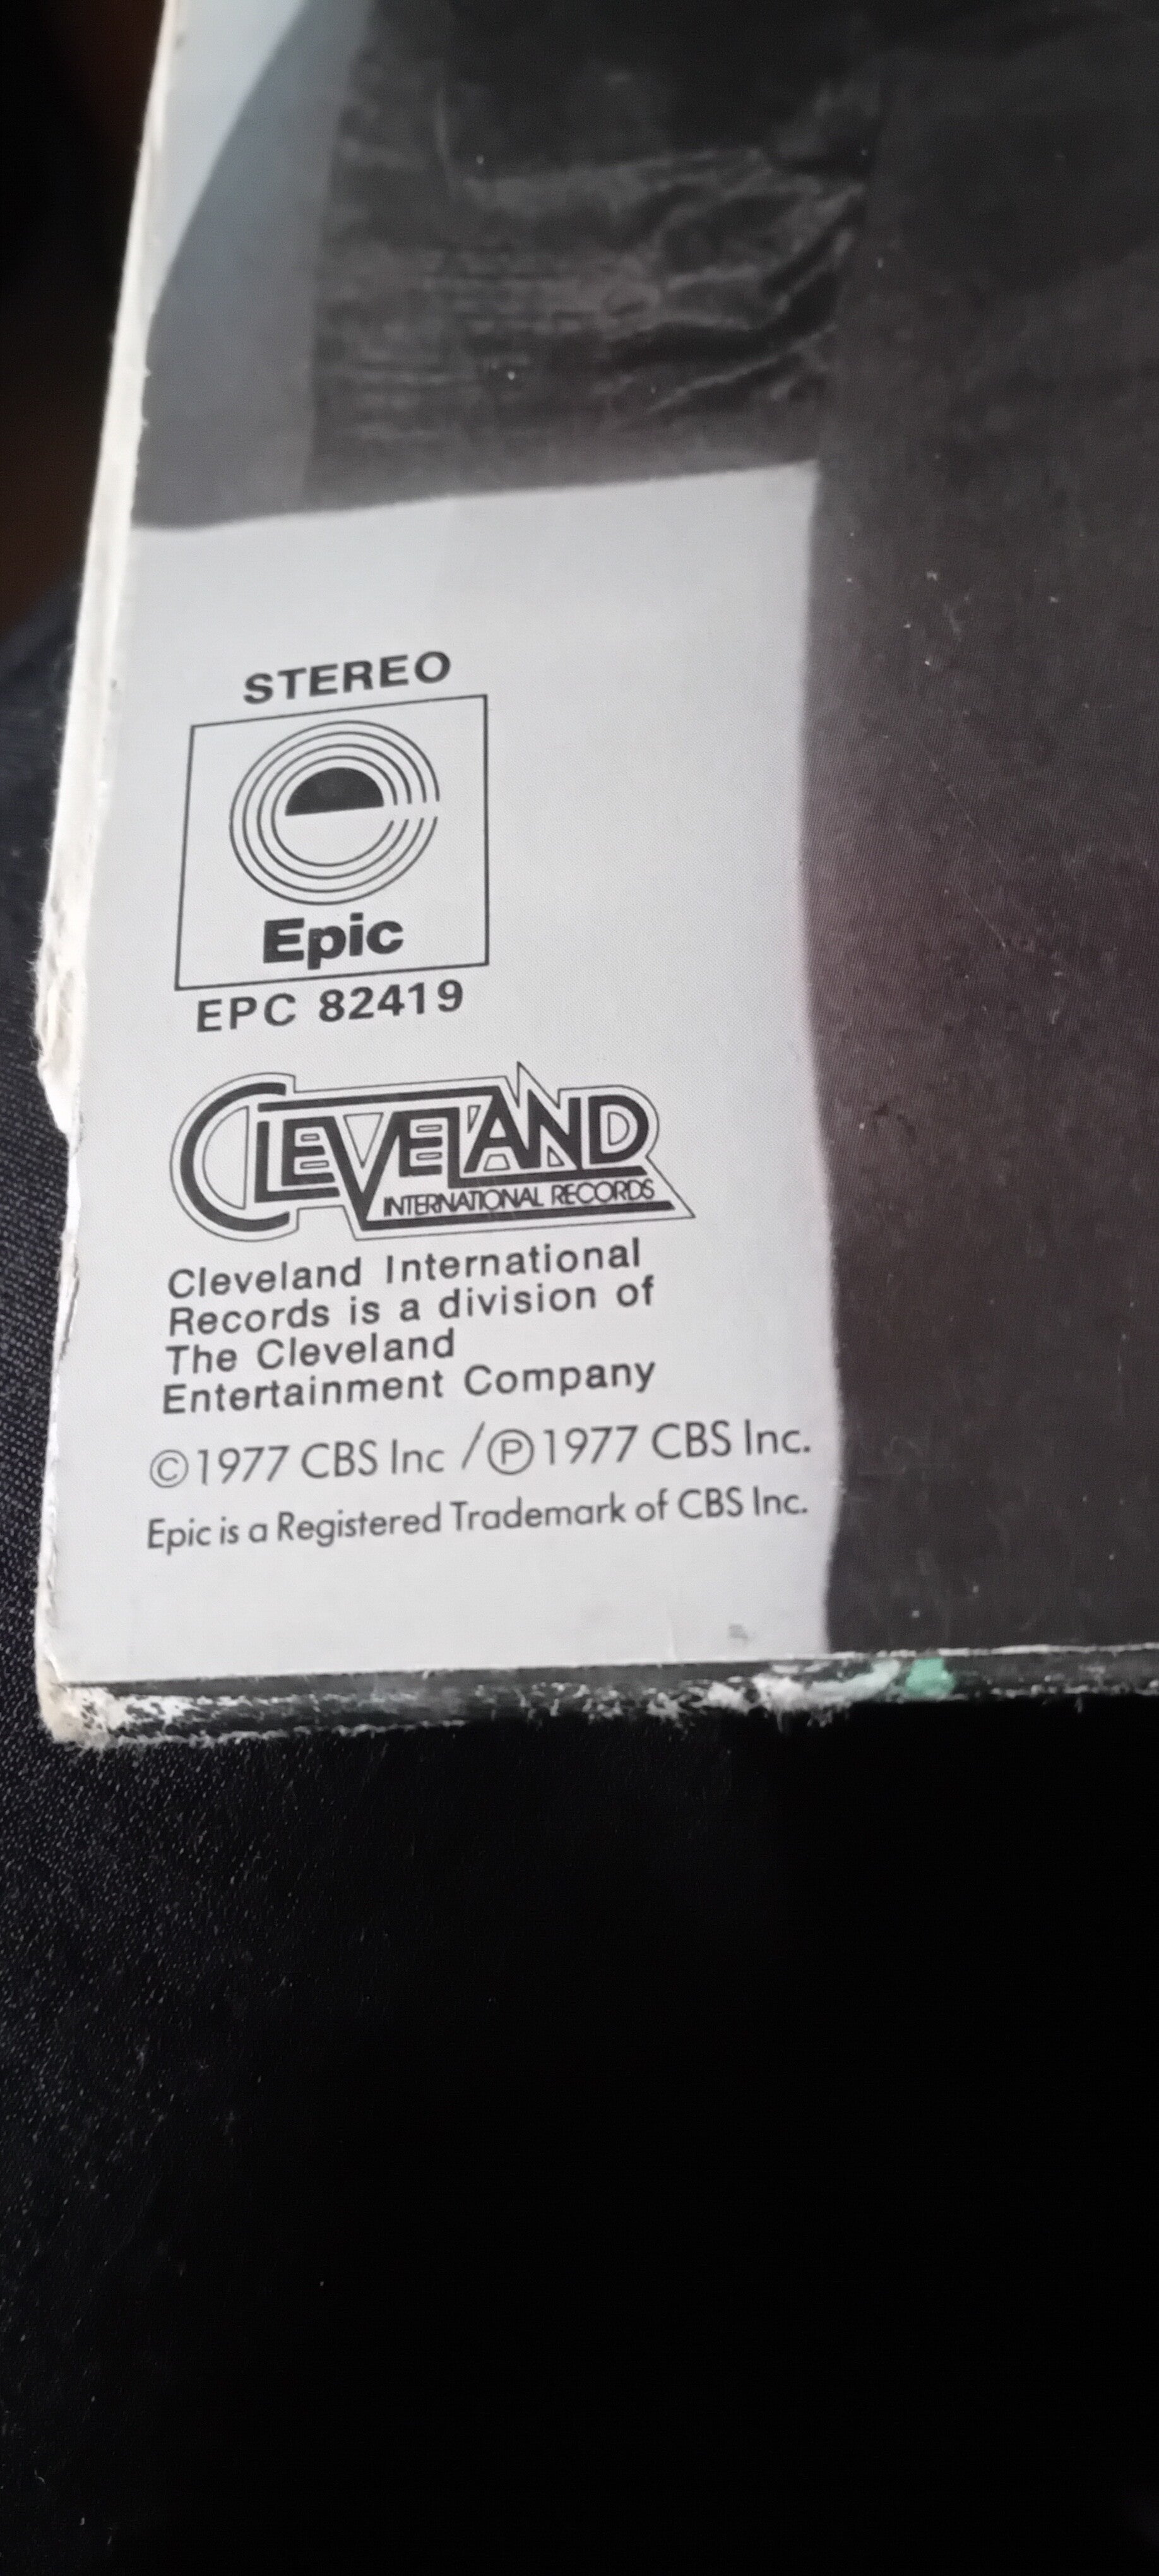 STEREO
Epic
EPC 82419
CLEVELAND
INTERNATIONAL RECORDS
Cleveland International
Records is a division of
The Cleveland
Entertainment Company
©1977 CBS Inc /℗1977 CBS Inc.
Epic is a Registered Trademark of CBS Inc.